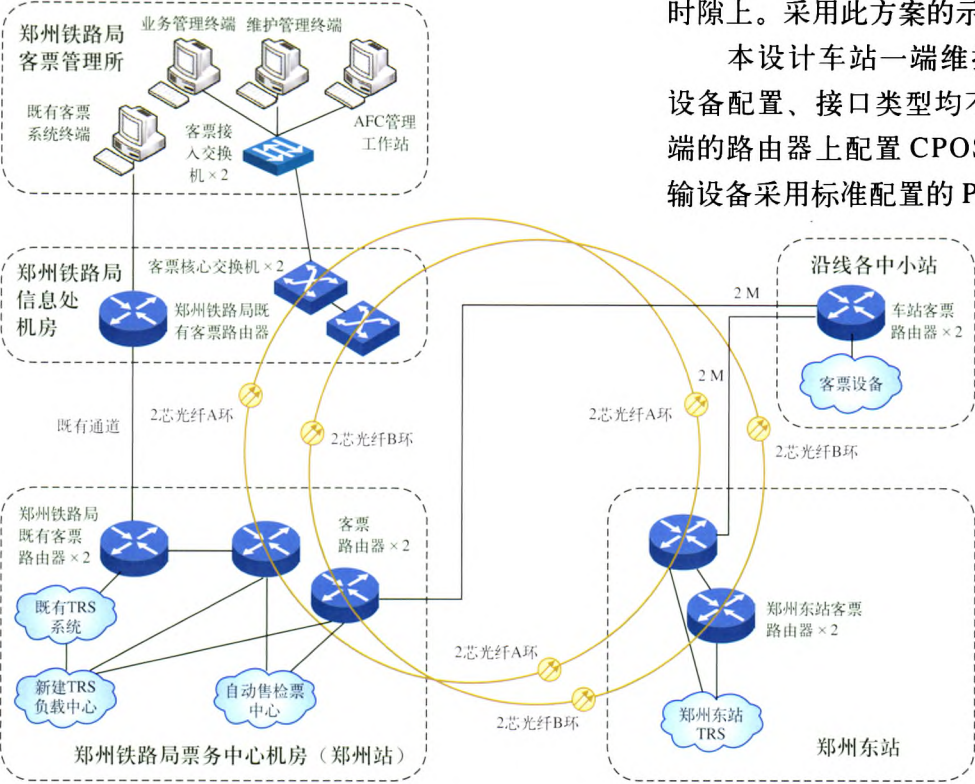 时隙上。采用此方案的示
本设计车站一端维
设备配置、接口类型均不
端的路由器上配置 CPOS
输设备采用标准配置的 P
郑州铁路局
客票管理所
业务管理终端
维护管理终端
既有客票
系统终端
客票接
入交换
机×2
AFC管理
工作站
郑州铁路局
信息处
机房
客票核心交换机×2
郑州铁路局既
有客票路由器
沿线各中小站
2 M
车站客票
路由器×2
客票设备
2 M
既有通道
2芯光纤A环
2芯光纤B环
2芯光纤A环
2芯光纤B环
郑州铁路局
既有客票
路由器×2
客票
路由器×2
既有TRS
系统
新建TRS
负载中心
自动售检票
中心
2芯光纤A环
2芯光纤B环
郑州东站客票
路由器×2
郑州东站
TRS
郑州铁路局票务中心机房（郑州站）
郑州东站